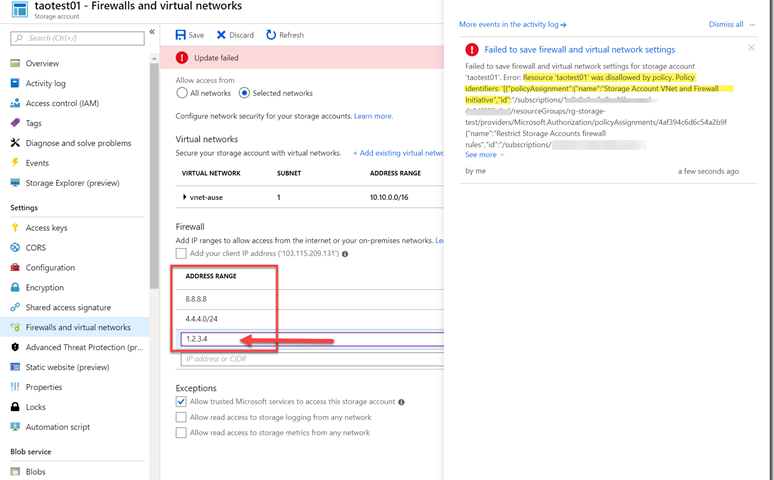 taotest01 - Firewalls and virtual networks
Storage account
Search (Ctrl+/)
«
Overview
Activity log
Access control (IAM)
Tags
Diagnose and solve problems
Events
Storage Explorer (preview)
Settings
Access keys
CORS
Configuration
Encryption
Shared access signature
Firewalls and virtual networks
Advanced Threat Protection (pr...
Static website (preview)
Properties
Locks
Automation script
Blob service
Blobs
Save Discard Refresh
Update failed
Allow access from
All networks Selected networks
Configure network security for your storage accounts. Learn more.
Virtual networks
Secure your storage account with virtual networks. + Add existing virtual netwo
VIRTUAL NETWORK SUBNET ADDRESS RANGE
vnet-ause 1 10.10.0.0/16
Firewall
Add IP ranges to allow access from the internet or your on-premises networks. Le
Add your client IP address ('103.115.209.131')
ADDRESS RANGE
8.8.8.8
4.4.4.0/24
1.2.3.4
IP address or CIDR
Exceptions
Allow trusted Microsoft services to access this storage account
Allow read access to storage logging from any network
Allow read access to storage metrics from any network
More events in the activity log → Dismiss all ...
Failed to save firewall and virtual network settings
Failed to save firewall and virtual network settings for storage account
'taotest01'. Error: Resource 'taotest01' was disallowed by policy. Policy
identifiers: '[{"policyAssignment":{"name":"Storage Account VNet and Firewall
Initiative","id":"/subscriptions/
/resourceGroups/rg-storage-
test/providers/Microsoft.Authorization/policyAssignments/4af394c6d6c54a2b9f
{"name":"Restrict Storage Accounts firewall
rules","id":"/subscriptions/
See more
by me a few seconds ago